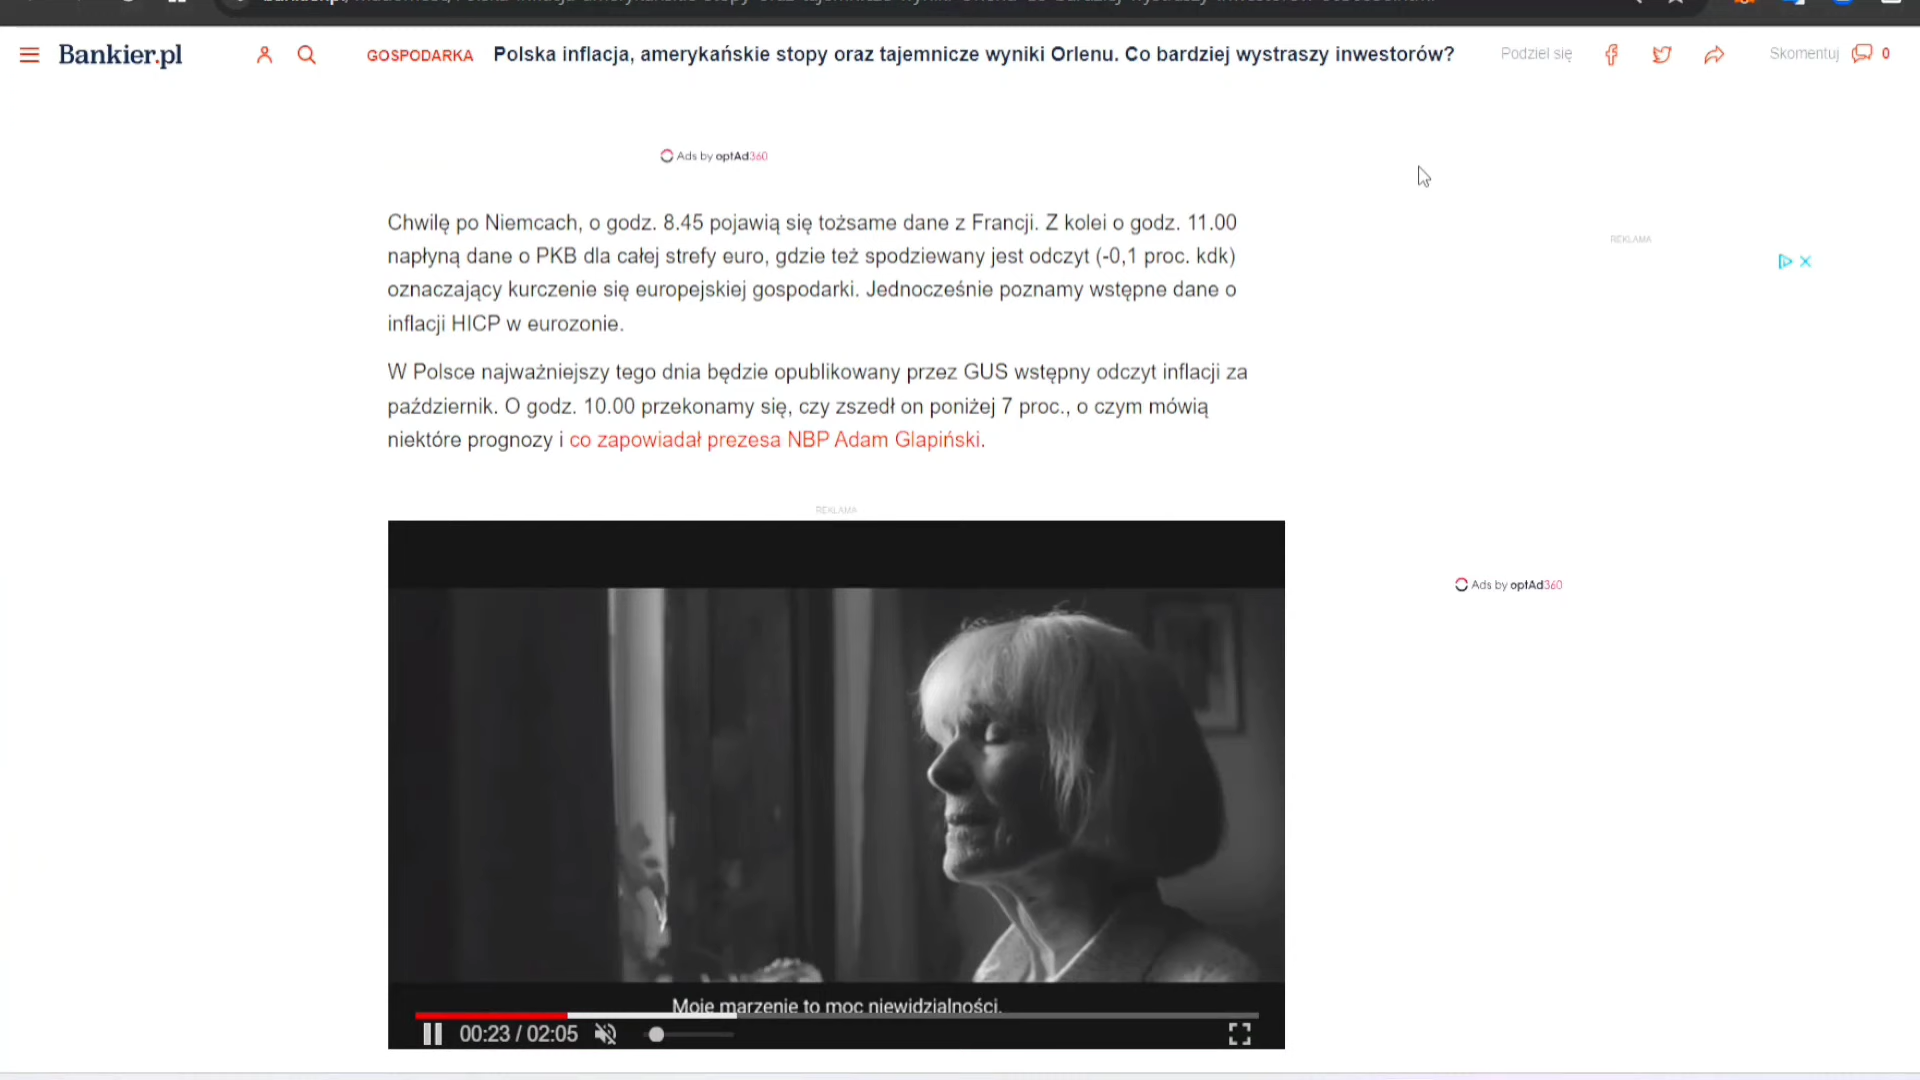 Bankier.pl
GOSPODARKA
Polska inflacja, amerykańskie stopy oraz tajemnicze wyniki Orlenu. Co bardziej wystraszy inwestorów?
Podziel się
Skomentuj
0
Ads by optAd360
Chwilę po Niemcach, o godz. 8.45 pojawią się tożsame dane z Francji. Z kolei o godz. 11.00
napłyną dane o PKB dla całej strefy euro, gdzie też spodziewany jest odczyt (-0,1 proc. kdk)
oznaczający kurczenie się europejskiej gospodarki. Jednocześnie poznamy wstępne dane o
inflacji HICP w eurozonie.
REKLAMA
W Polsce najważniejszy tego dnia będzie opublikowany przez GUS wstępny odczyt inflacji za
październik. O godz. 10.00 przekonamy się, czy zszedł on poniżej 7 proc., o czym mówią
niektóre prognozy i co zapowiadał prezesa NBP Adam Glapiński.
REKLAMA
Ads by optAd360
Moje marzenie to moc niewidzialności.
00:23 / 02:05